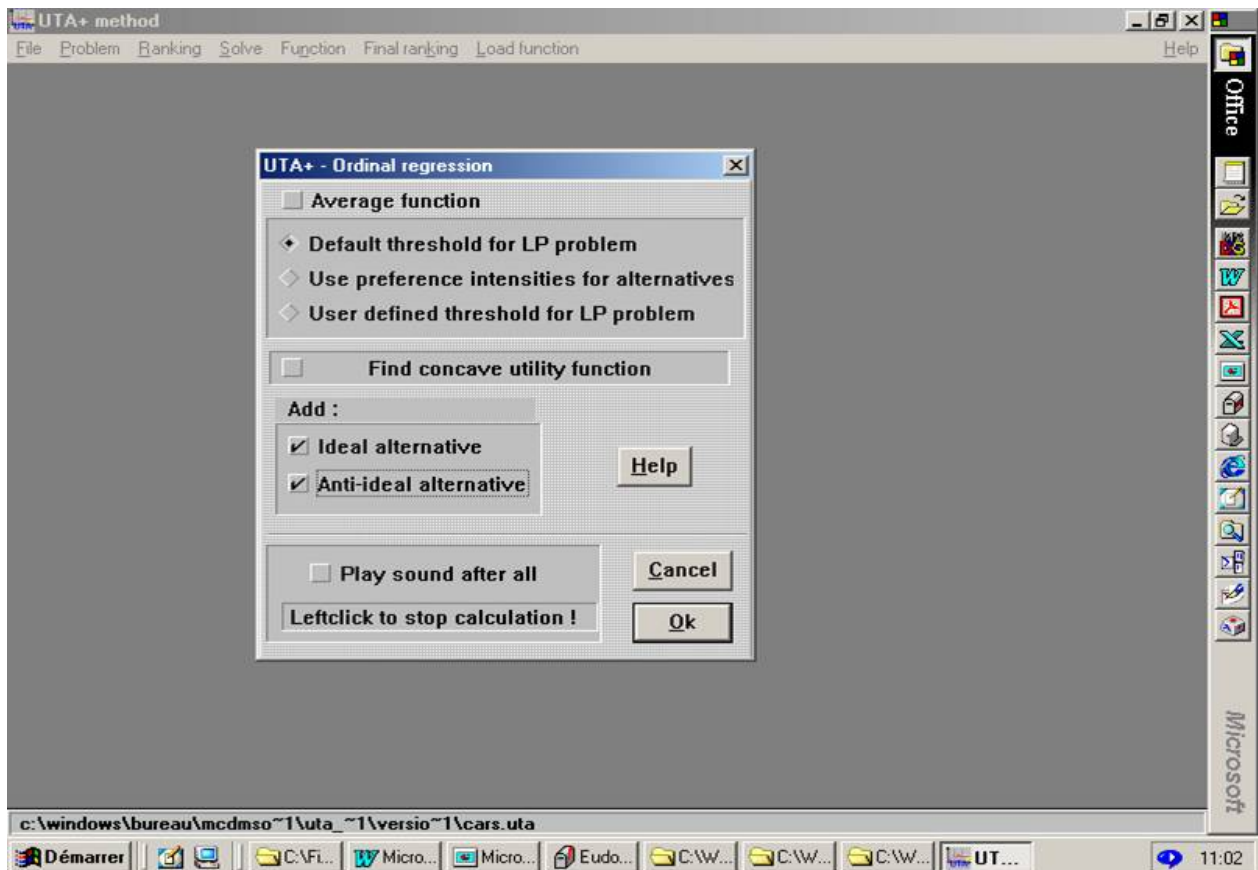 UTA+ method
File Problem Ranking Solve Function Final ranking Load function Help
Office
UTA+ - Ordinal regression
Average function
Default threshold for LP problem
Use preference intensities for alternatives
User defined threshold for LP problem
Find concave utility function
Add :
Ideal alternative
Anti-ideal alternative
Help
Play sound after all
Cancel
Leftclick to stop calculation !
Ok
Microsoft
c:\windows\bureau\mcdmso~1\uta_~1\versio~1\cars.uta
Démarrer C:\Fi... Micro... Micro... Eudo... C:\W... C:\W... C:\W... UT... 11:02